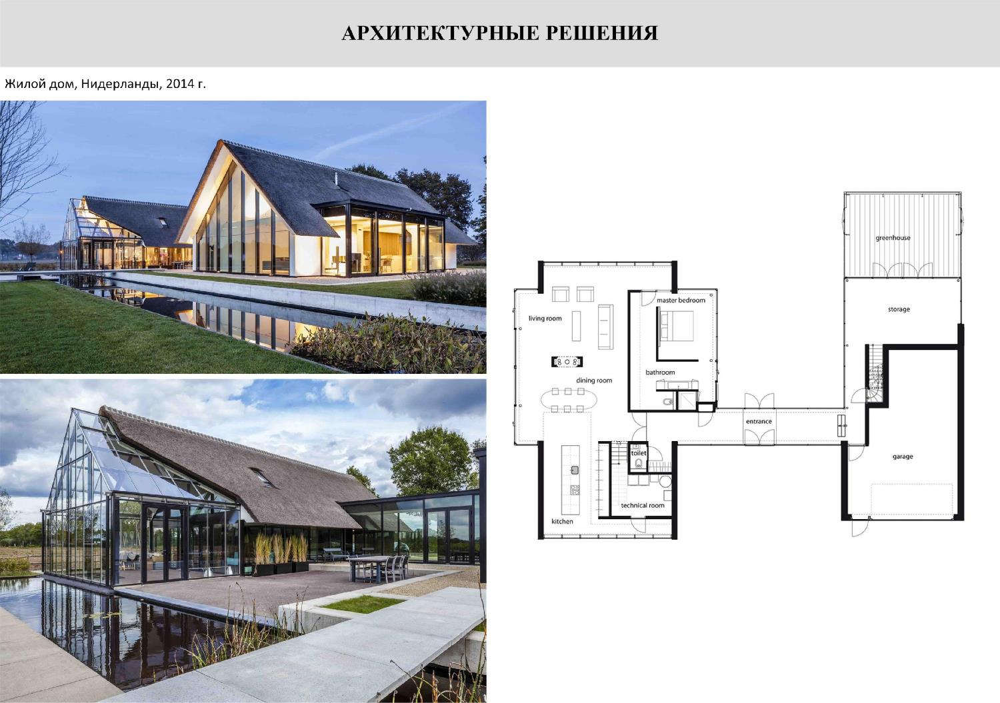 АРХИТЕКТУРНЫЕ РЕШЕНИЯ
Жилой дом, Нидерланды, 2014 г.
greenhouse
master bedroom
storage
living room
bathroom
dining room
entrance
toilet
garage
technical room
kitchen